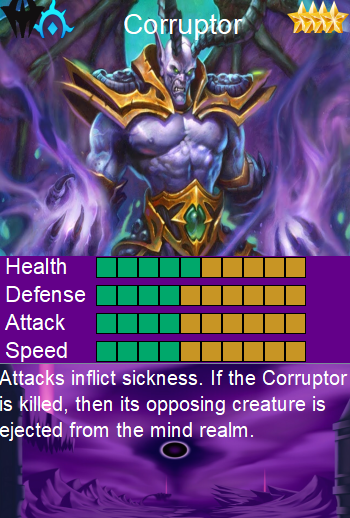 Corruptor
Health
Defense
Attack
Speed
Attacks inflict sickness. If the Corruptor
is killed, then its opposing creature is
ejected from the mind realm.